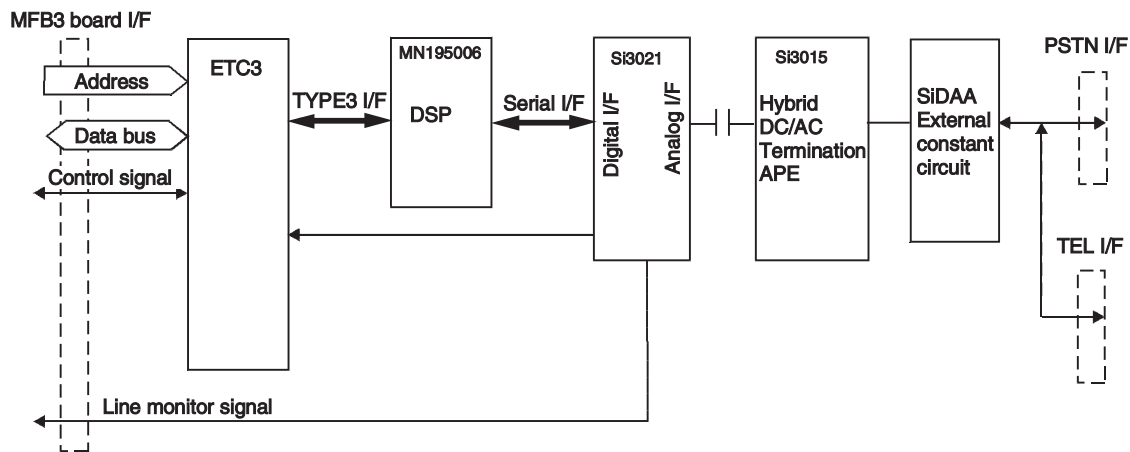 MFB3 board I/F
Address
Data bus
Control signal
ETC3
TYPE3 I/F
MN195006
DSP
Serial I/F
Si3021
Digital I/F
Analog I/F
Si3015
Hybrid
DC/AC
Termination
APE
SiDAA
External
constant
circuit
PSTN I/F
TEL I/F
Line monitor signal